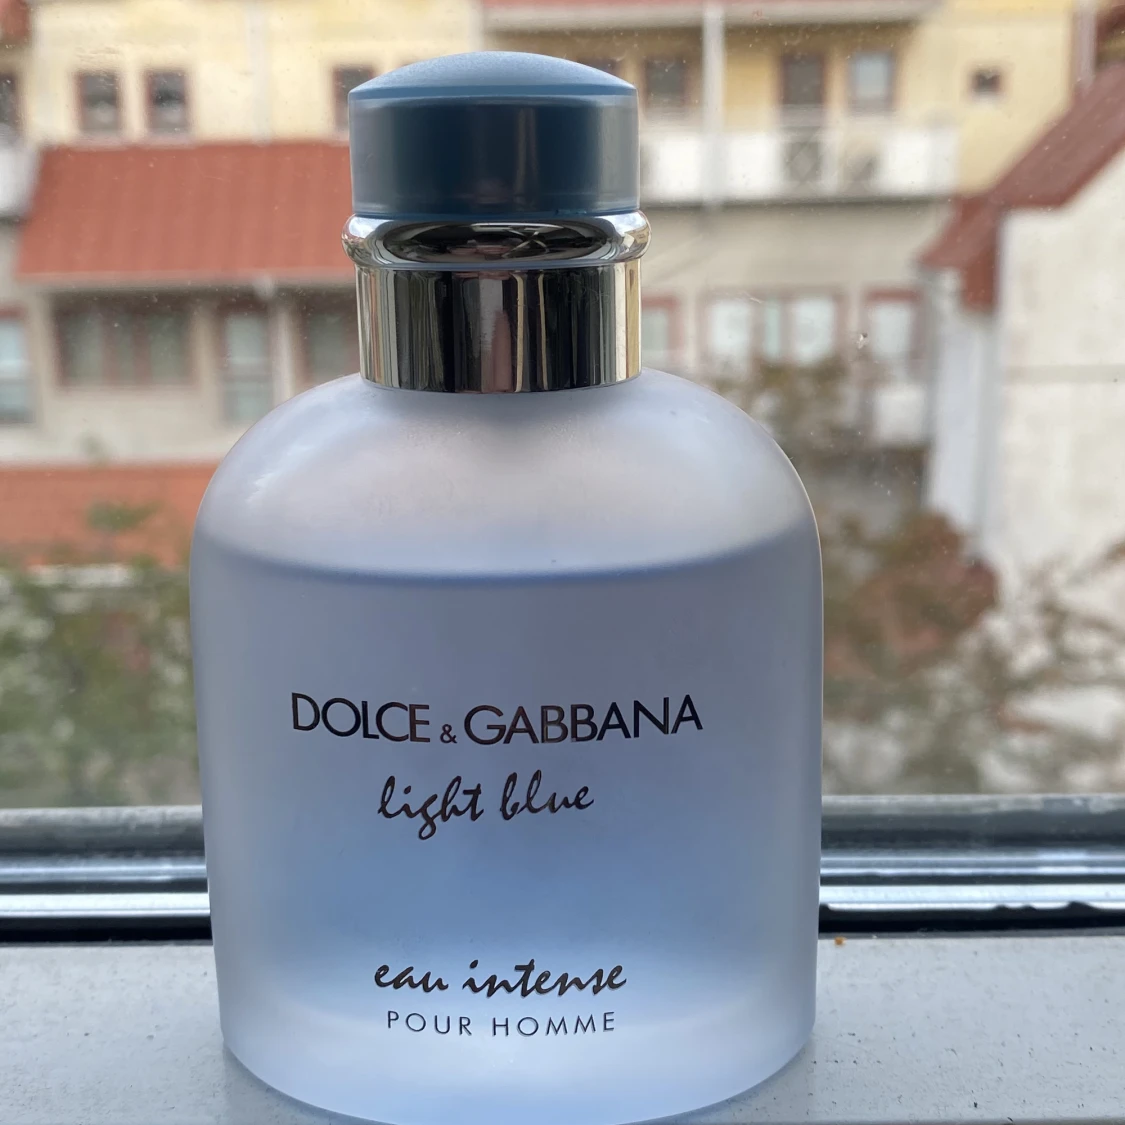 DOLCE & GABBANA
light blue
eau intense
POUR HOMME